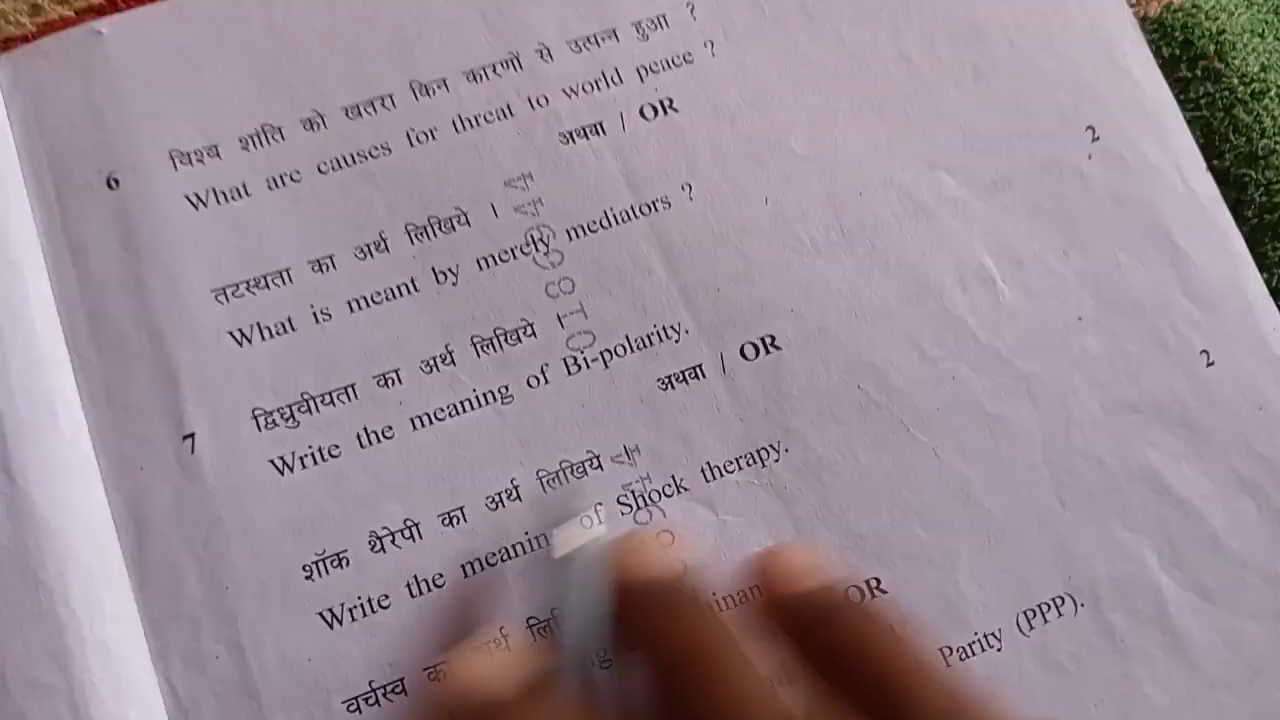 विश्व शांति को खतरा किन कारणों से उत्पन्न हुआ ?
6 What are causes for threat to world peace ?
अथवा / OR
2
तटस्थता का अर्थ लिखिये ।
What is meant by merely mediators ?
द्विध्रुवीयता का अर्थ लिखिये
7 Write the meaning of Bi-polarity.
अथवा / OR
2
शॉक थैरेपी का अर्थ लिखिये
Write the meaning of Shock therapy.
वर्चस्व
OR
Parity (PPP).